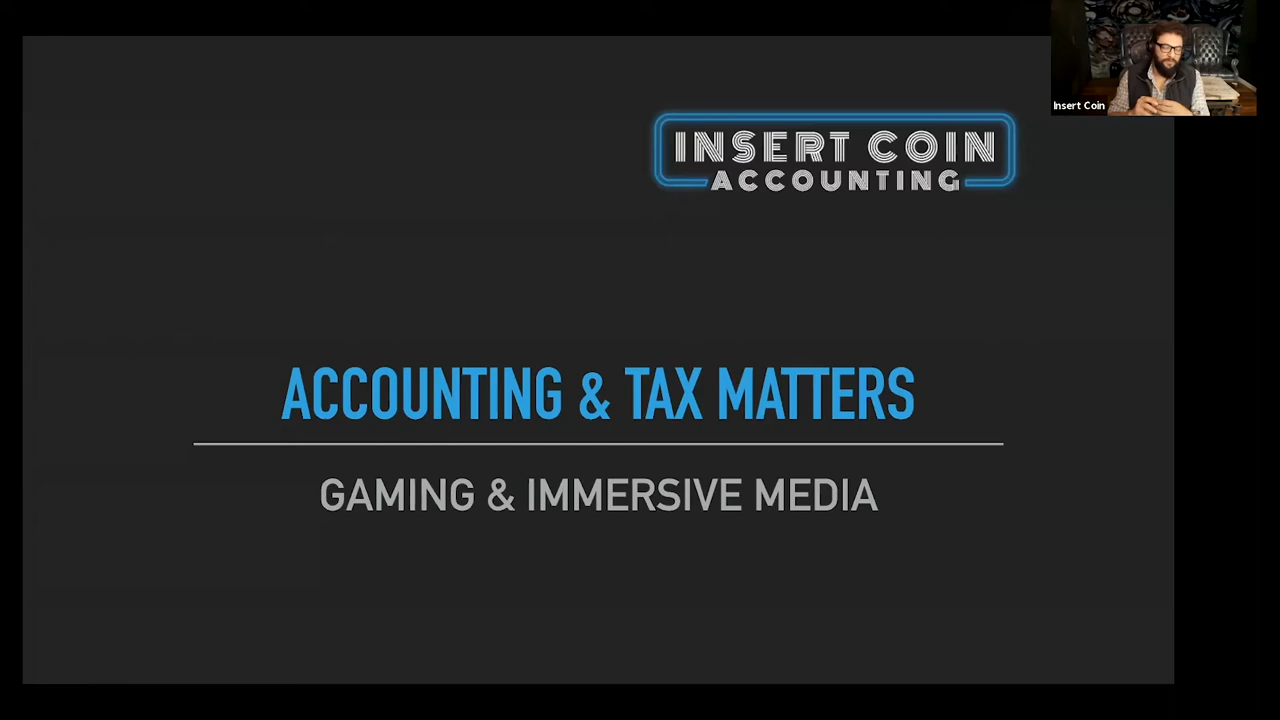 INSERT COIN
ACCOUNTING
Insert Coin
ACCOUNTING & TAX MATTERS
GAMING & IMMERSIVE MEDIA